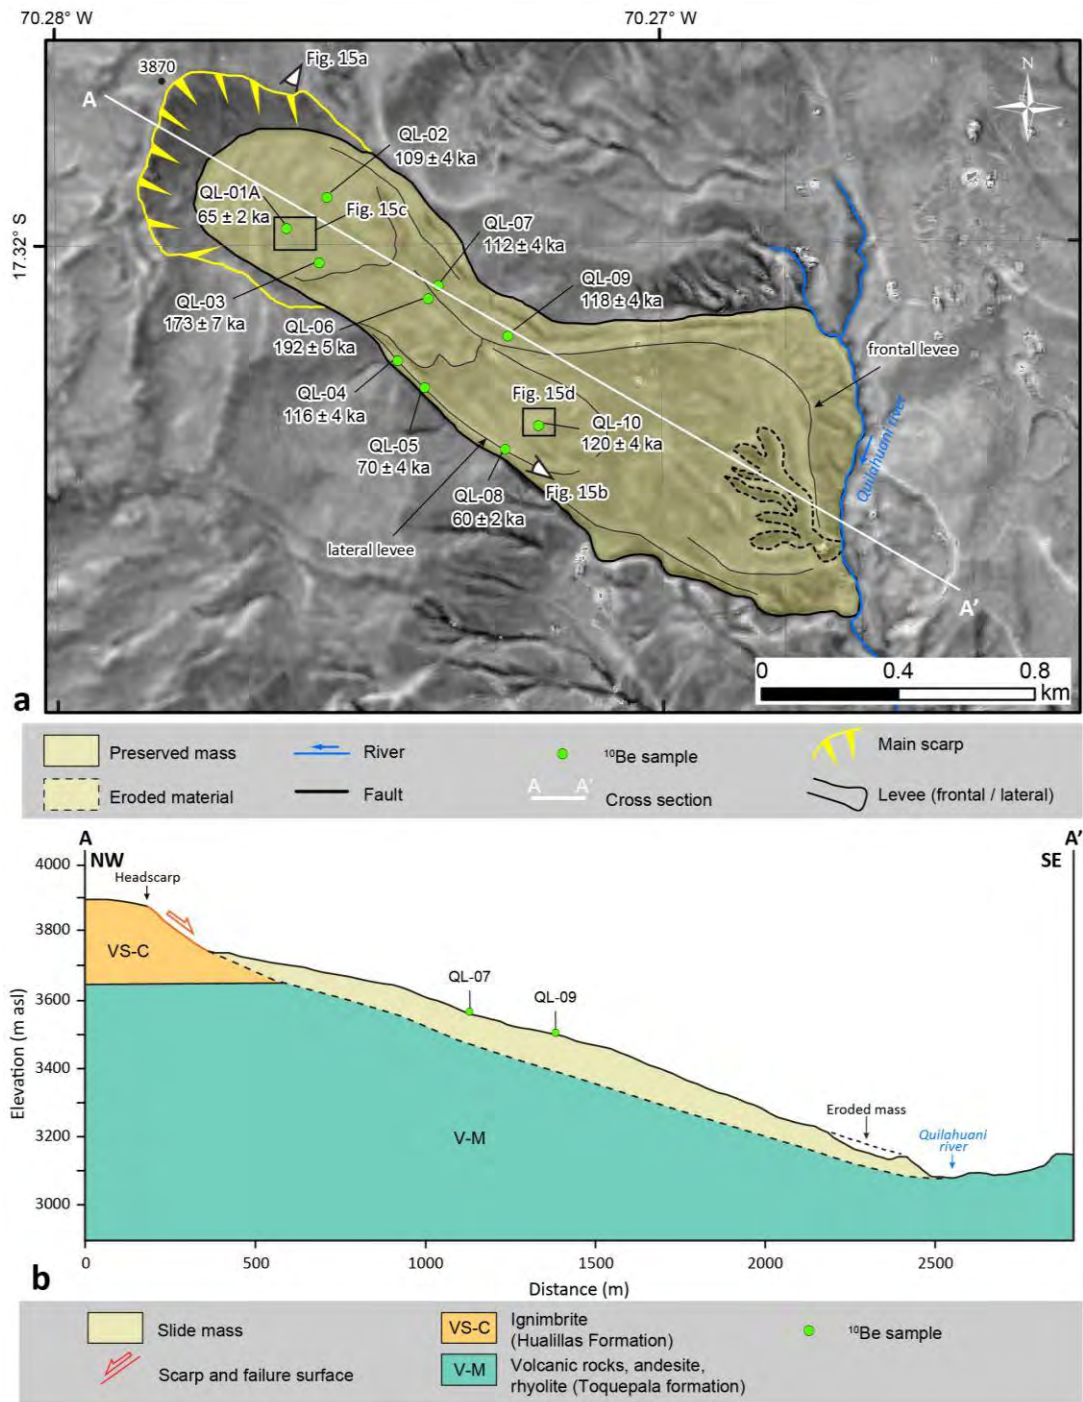 70.28° W
70.27° W
17.32° S
3870
Fig. 15a
N
A
QL-02
109 ± 4 ka
QL-01A
65 ± 2 ka
Fig. 15c
QL-07
112 ± 4 ka
QL-09
118 ± 4 ka
QL-03
173 ± 7 ka
QL-06
192 ± 5 ka
frontal levee
QL-04
116 ± 4 ka
Fig. 15d
QL-10
120 ± 4 ka
QL-05
70 ± 4 ka
Quilahuani river
QL-08
60 ± 2 ka
Fig. 15b
lateral levee
A'
0 0.4 0.8
km
a
Preserved mass
River
¹⁰Be sample
Main scarp
Eroded material
Fault
A A'
Cross section
Levee (frontal / lateral)
A A'
NW SE
4000
3800
3600
3400
3200
3000
Elevation (m asl)
Headscarp
VS-C
QL-07
QL-09
V-M
Eroded mass
Quilahuani
river
0 500 1000 1500 2000 2500
Distance (m)
b
Slide mass
VS-C
Ignimbrite
(Hualillas Formation)
¹⁰Be sample
Scarp and failure surface
V-M
Volcanic rocks, andesite,
rhyolite (Toquepala formation)